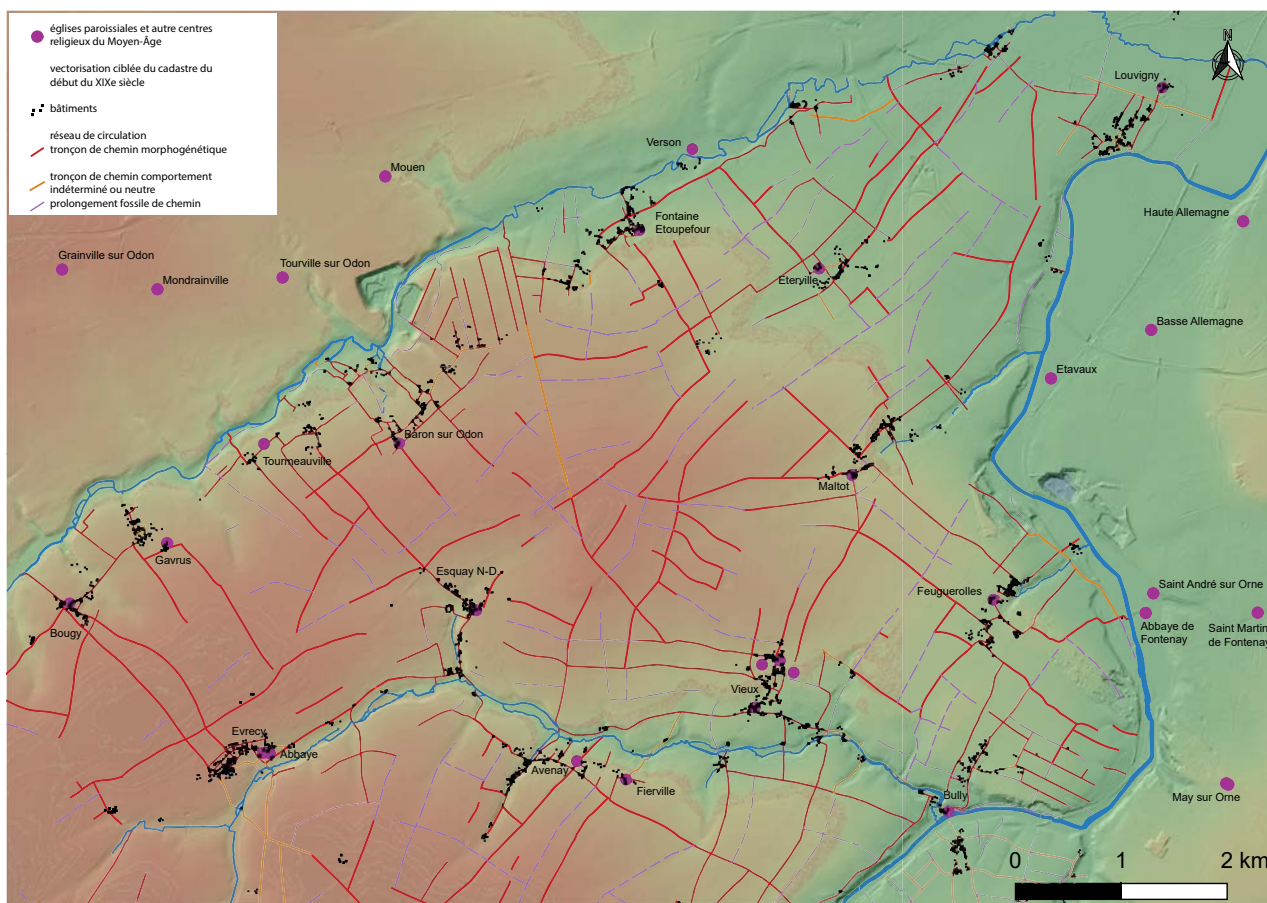 églises paroissiales et autre centres
religieux du Moyen-Âge
vectorisation ciblée du cadastre du
début du XIXe siècle
bâtiments
réseau de circulation
tronçon de chemin morphogénétique
tronçon de chemin comportement
indéterminé ou neutre
prolongement fossile de chemin
N
Louvigny
Verson
Mouen
Haute Allemagne
Fontaine
Etoupefour
Grainville sur Odon
Tourville sur Odon
Mondrainville
Eterville
Basse Allemagne
Etavaux
Baron sur Odon
Tourmeauville
Maltot
Gavrus
Esquay N-D.
Feuguerolles
Saint André sur Orne
Abbaye de
Fontenay
Saint Martin
de Fontenay
Bougy
Vieux
Evrecy
Abbaye
Avenay
Fierville
Bully
May sur Orne
0 1 2 km